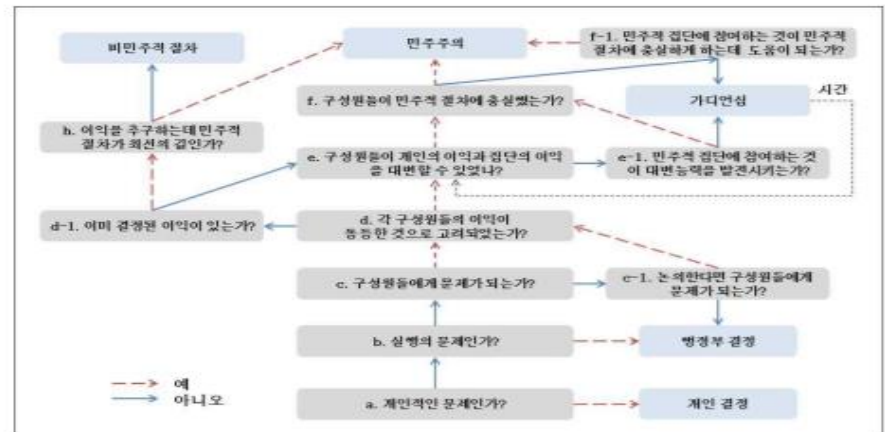 비민주적 절차
민주주의
f-1. 민주적 집단에 참여하는 것이 민주적
절차에 충실하게 하는데 도움이 되는가?
f. 구성원들이 민주적 절차에 충실했는가?
가디언십
시간
h. 이익을 추구하는데 민주적
절차가 최선의 길인가?
e. 구성원들이 개인의 이익과 집단의 이익
을 대변할 수 있었나?
e-1. 민주적 집단에 참여하는 것
이 대변능력을 발전시키는가?
d-1. 이미 결정된 이익이 있는가?
d. 각 구성원들의 이익이
동등한 것으로 고려되었는가?
c. 구성원들에게 문제가 되는가?
c-1. 논의한다면 구성원들에게
문제가 되는가?
b. 실행의 문제인가?
행정부 결정
예
아니오
a. 개인적인 문제인가?
개인 결정